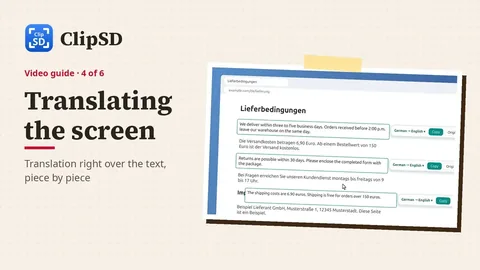 Clip
SD
ClipSD
Video guide · 4 of 6
Translating
the screen
Translation right over the text,
piece by piece
Lieferbedingungen
Lieferbedingungen
We deliver within three to five business days. Orders received before 2:00 p.m.
leave our warehouse on the same day.
German → English
Copy
Die Versandkosten betragen 6,90 Euro. Ab einem Bestellwert von 150
Euro ist der Versand kostenlos.
Returns are possible within 30 days. Please enclose the completed form with
the package.
German → English
Copy
Bei Fragen erreichen Sie unseren Kundendienst montags bis freitags von 9
bis 17 Uhr.
The shipping costs are 6.90 euros. Shipping is free for orders over 150 euros.
German → English
Copy
Beispiel Lieferant GmbH, Musterstraße 1, 12345 Musterstadt. Diese Seite
ist ein Beispiel.